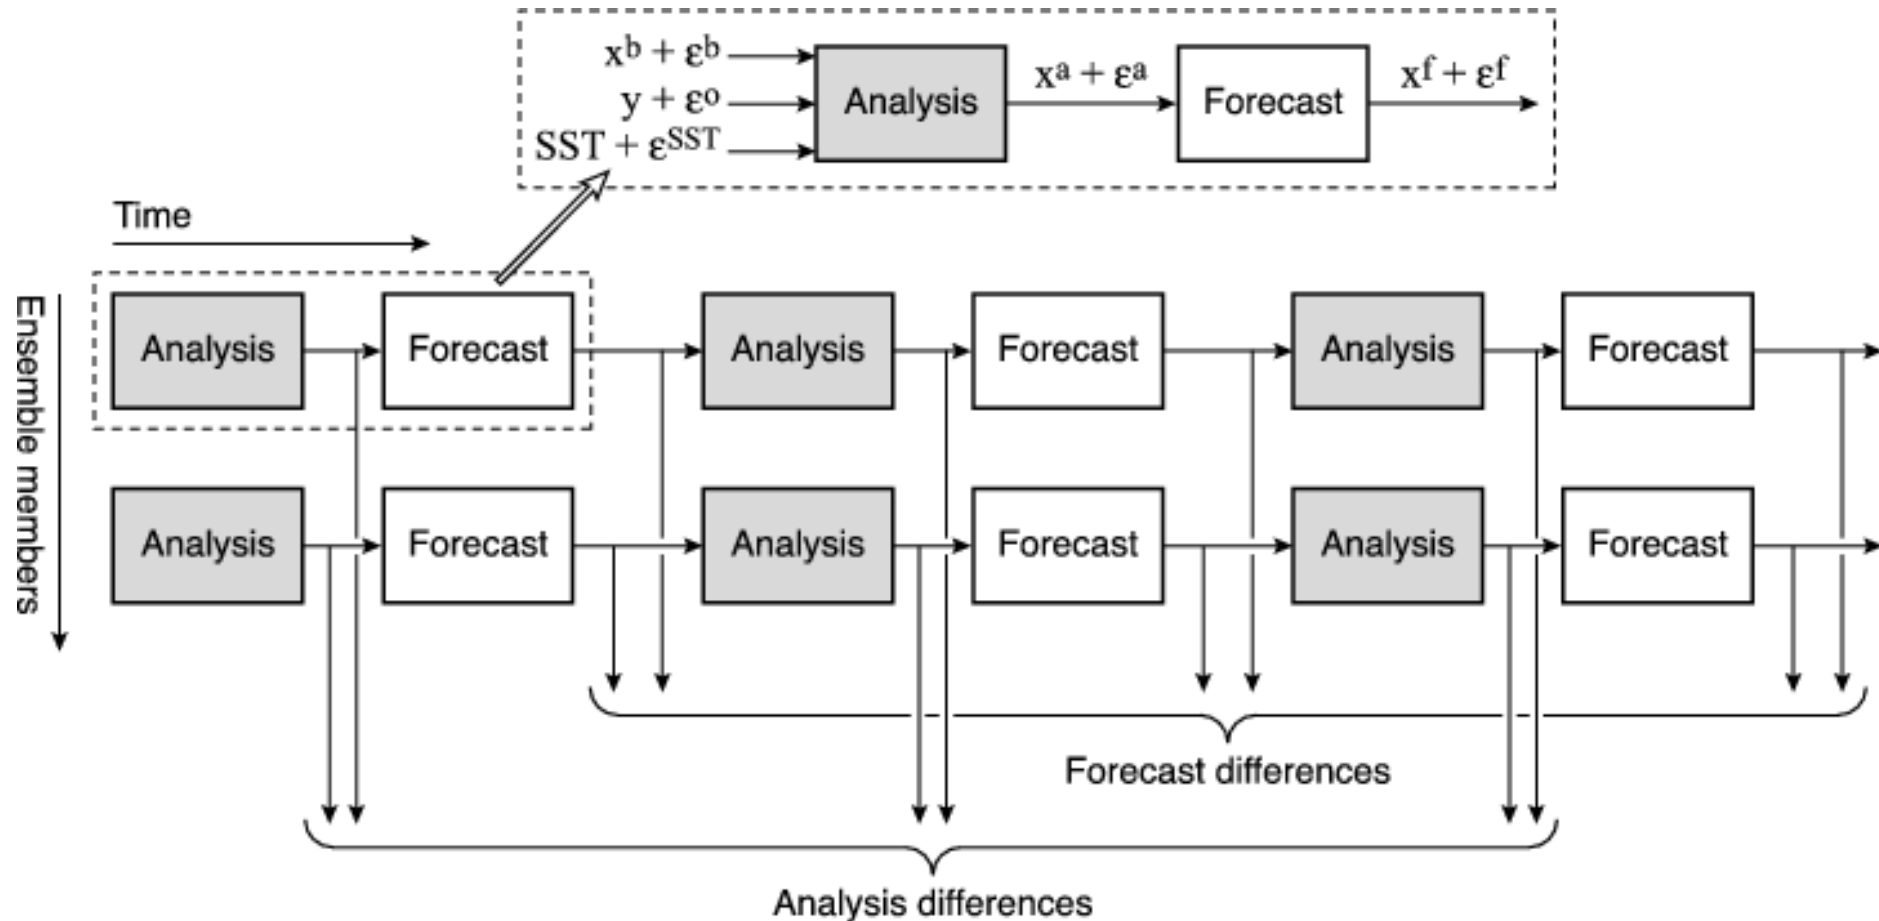 xᵇ + εᵇ
y + εᵒ
SST + ε^SST
Analysis
xᵃ + εᵃ
Forecast
xᶠ + εᶠ
Time
Ensemble members
Analysis Forecast Analysis Forecast Analysis Forecast
Analysis Forecast Analysis Forecast Analysis Forecast
Forecast differences
Analysis differences